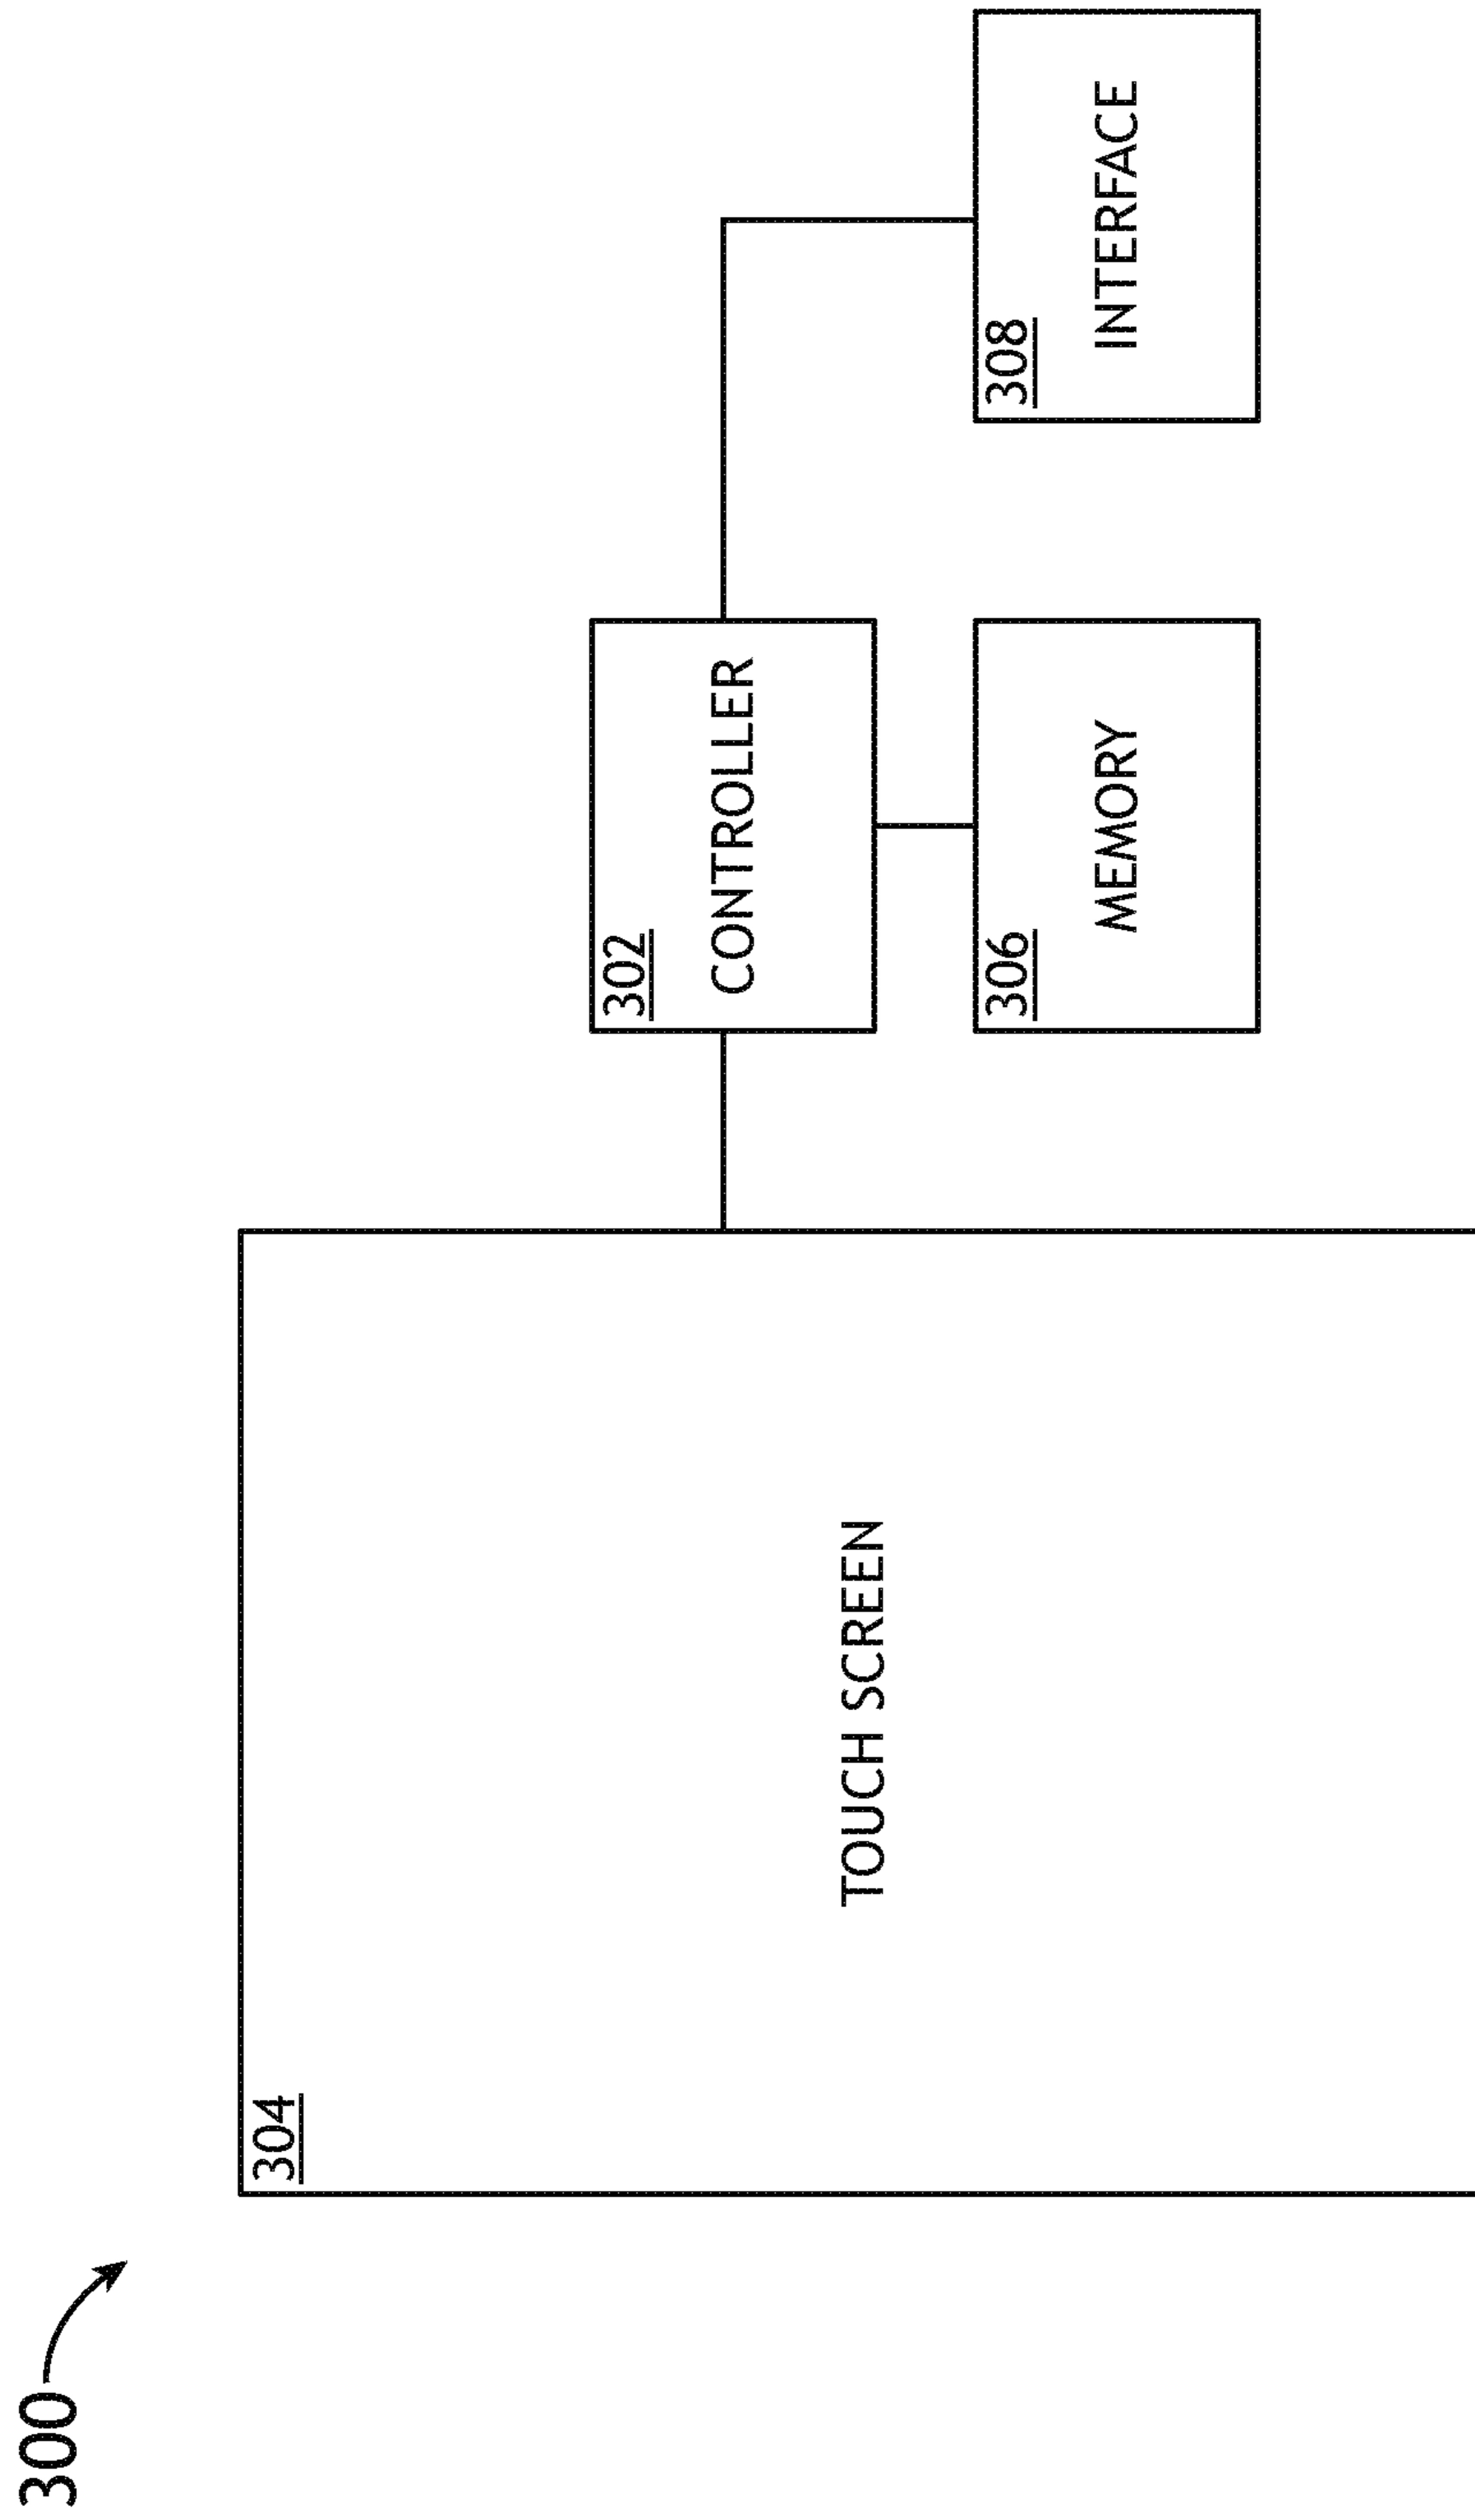 300
304
TOUCH SCREEN
302
CONTROLLER
306
MEMORY
308
INTERFACE